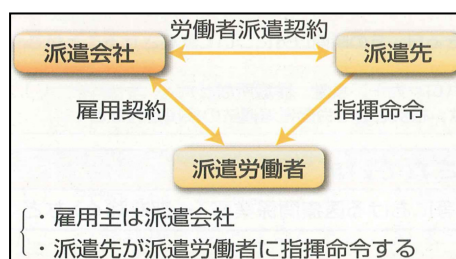 労働者派遣契約
派遣会社
派遣先
雇用契約
指揮命令
派遣労働者
・雇用主は派遣会社
・派遣先が派遣労働者に指揮命令する